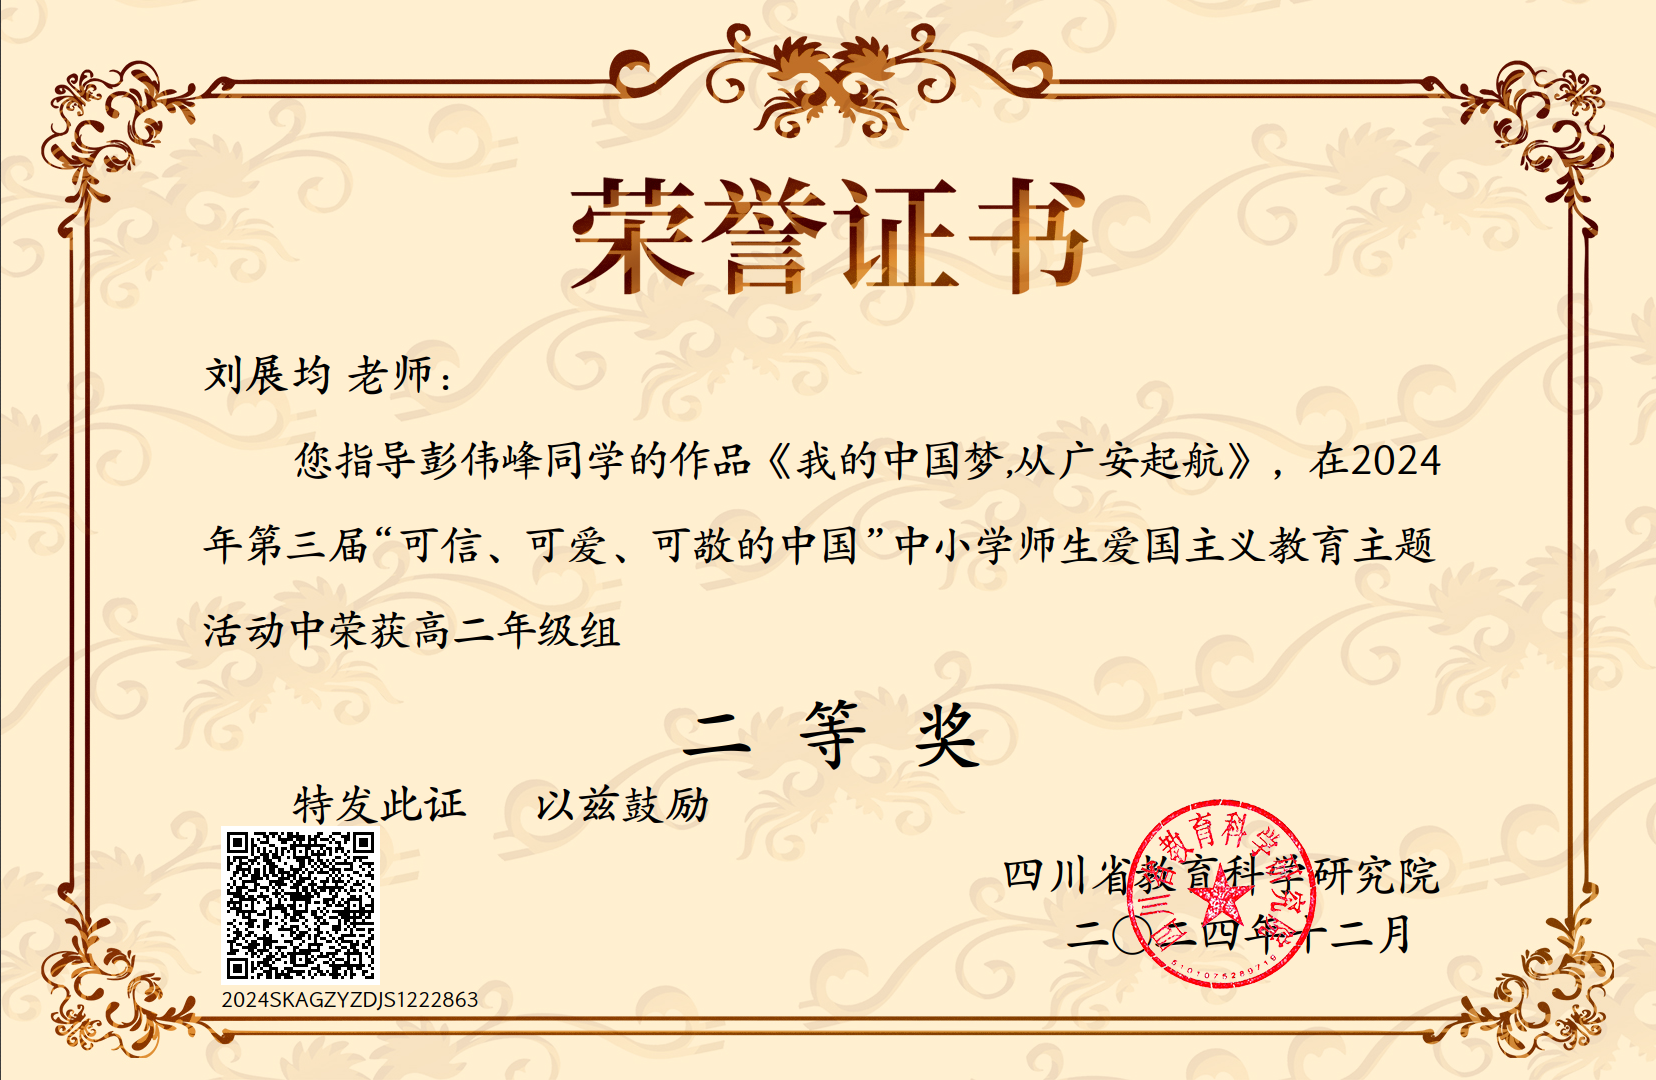 荣誉证书
刘展均 老师：
您指导彭伟峰同学的作品《我的中国梦,从广安起航》，在2024
年第三届“可信、可爱、可敬的中国”中小学师生爱国主义教育主题
活动中荣获高二年级组
二 等 奖
特发此证 以兹鼓励
四川省教育科学研究院
二〇二四年十二月
四川省教育科学研究院
5101075289716
2024SKAGZYZDJS1222863